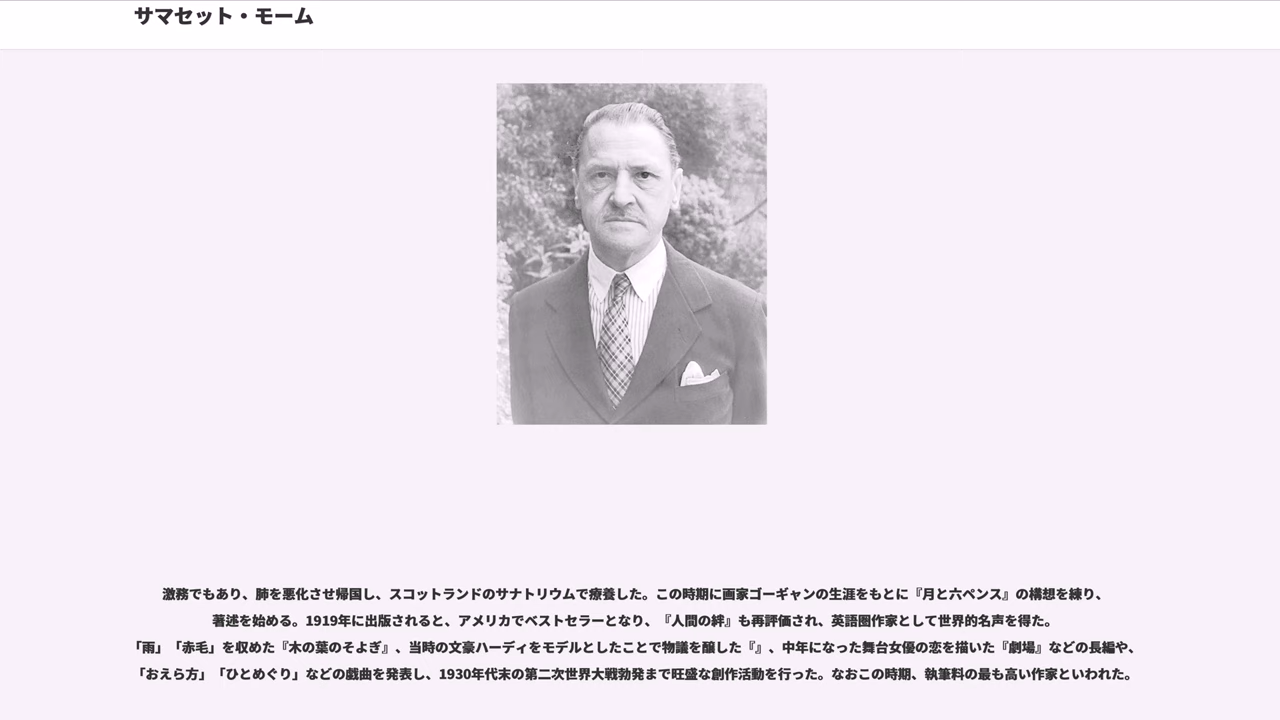 サマセット・モーム
激務でもあり、肺を悪化させ帰国し、スコットランドのサナトリウムで療養した。この時期に画家ゴーギャンの生涯をもとに『月と六ペンス』の構想を練り、
著述を始める。1919年に出版されると、アメリカでベストセラーとなり、『人間の絆』も再評価され、英語圏作家として世界的名声を得た。
「雨」「赤毛」を収めた『木の葉のそよぎ』、当時の文豪ハーディをモデルとしたことで物議を醸した『』、中年になった舞台女優の恋を描いた『劇場』などの長編や、
「おえら方」「ひとめぐり」などの戯曲を発表し、1930年代末の第二次世界大戦勃発まで旺盛な創作活動を行った。なおこの時期、執筆料の最も高い作家といわれた。